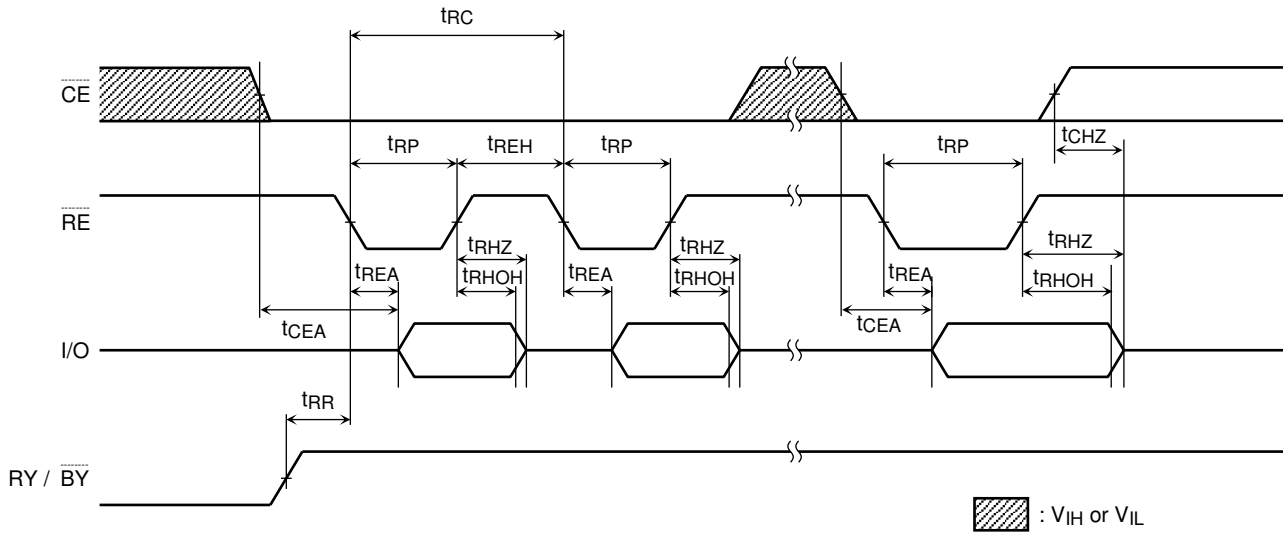 tRC
CE
tRP tREH tRP tRP tCHZ
RE
tREA tRHZ tREA tRHZ tREA tRHZ
tRHOH tRHOH tRHOH
tCEA tCEA
I/O
tRR
RY / BY
: VIH or VIL